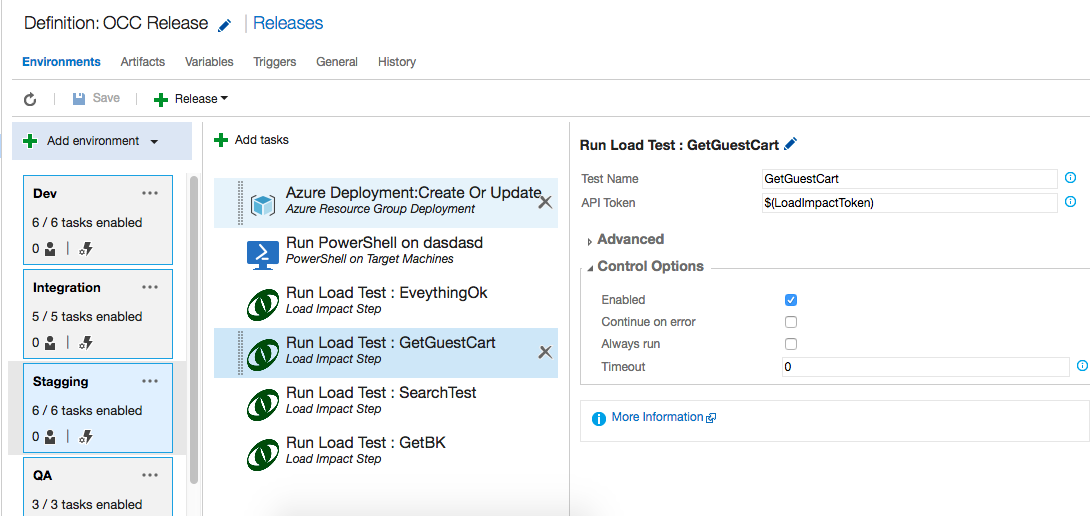 Definition: OCC Release | Releases
Environments Artifacts Variables Triggers General History
Save Release
Add environment
Dev ...
6 / 6 tasks enabled
0
Integration ...
5 / 5 tasks enabled
0
Stagging ...
6 / 6 tasks enabled
0
QA ...
3 / 3 tasks enabled
Add tasks
Azure Deployment:Create Or Update
Azure Resource Group Deployment
Run PowerShell on dasdasd
PowerShell on Target Machines
Run Load Test : EveythingOk
Load Impact Step
Run Load Test : GetGuestCart
Load Impact Step
Run Load Test : SearchTest
Load Impact Step
Run Load Test : GetBK
Load Impact Step
Run Load Test : GetGuestCart
Test Name GetGuestCart
API Token $(LoadImpactToken)
Advanced
Control Options
Enabled
Continue on error
Always run
Timeout 0
More Information